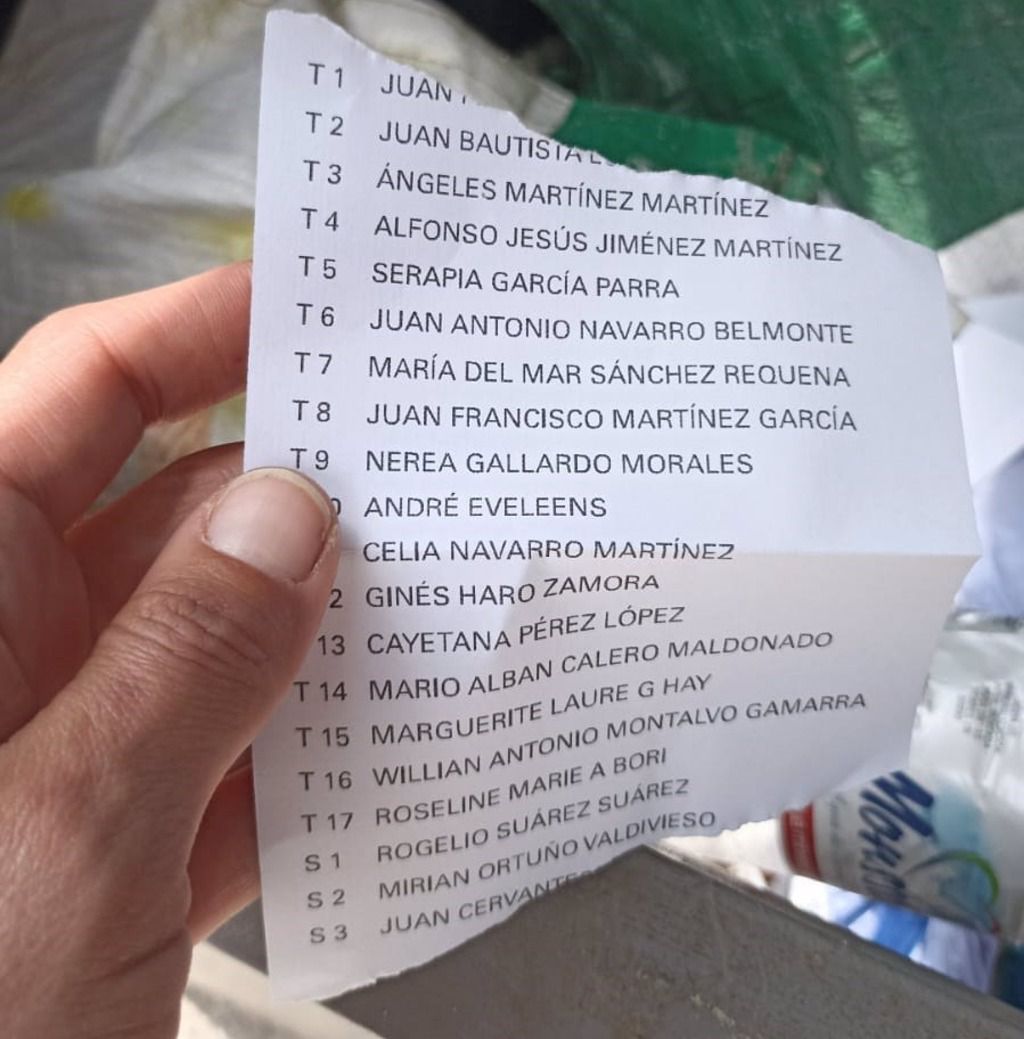 T 1 JUAN
T 2 JUAN BAUTISTA
T 3 ÁNGELES MARTÍNEZ MARTÍNEZ
T 4 ALFONSO JESÚS JIMÉNEZ MARTÍNEZ
T 5 SERAPIA GARCÍA PARRA
T 6 JUAN ANTONIO NAVARRO BELMONTE
T 7 MARÍA DEL MAR SÁNCHEZ REQUENA
T 8 JUAN FRANCISCO MARTÍNEZ GARCÍA
T 9 NEREA GALLARDO MORALES
ANDRÉ EVELEENS
CELIA NAVARRO MARTÍNEZ
2 GINÉS HARO ZAMORA
13 CAYETANA PÉREZ LÓPEZ
T 14 MARIO ALBAN CALERO MALDONADO
T 15 MARGUERITE LAURE G HAY
T 16 WILLIAN ANTONIO MONTALVO GAMARRA
T 17 ROSELINE MARIE A BORI
S 1 ROGELIO SUÁREZ SUÁREZ
S 2 MIRIAN ORTUÑO VALDIVIESO
S 3 JUAN